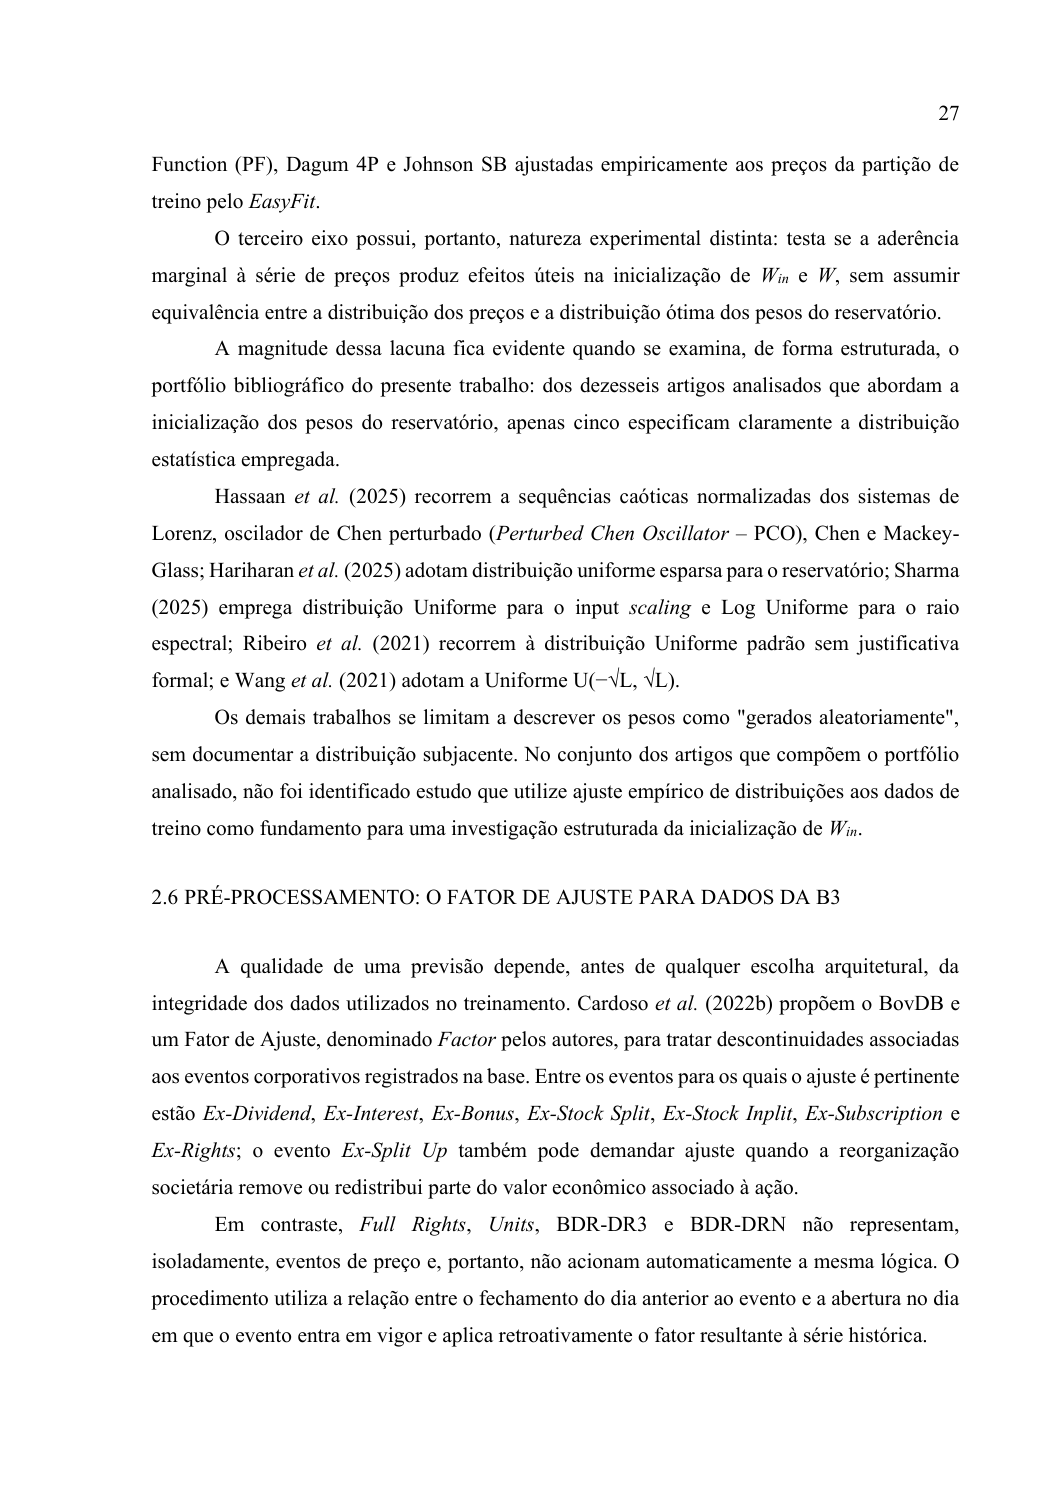 27
Function (PF), Dagum 4P e Johnson SB ajustadas empiricamente aos preços da partição de
treino pelo EasyFit.
O terceiro eixo possui, portanto, natureza experimental distinta: testa se a aderência
marginal à série de preços produz efeitos úteis na inicialização de Win e W, sem assumir
equivalência entre a distribuição dos preços e a distribuição ótima dos pesos do reservatório.
A magnitude dessa lacuna fica evidente quando se examina, de forma estruturada, o
portfólio bibliográfico do presente trabalho: dos dezesseis artigos analisados que abordam a
inicialização dos pesos do reservatório, apenas cinco especificam claramente a distribuição
estatística empregada.
Hassaan et al. (2025) recorrem a sequências caóticas normalizadas dos sistemas de
Lorenz, oscilador de Chen perturbado (Perturbed Chen Oscillator – PCO), Chen e Mackey-
Glass; Hariharan et al. (2025) adotam distribuição uniforme esparsa para o reservatório; Sharma
(2025) emprega distribuição Uniforme para o input scaling e Log Uniforme para o raio
espectral; Ribeiro et al. (2021) recorrem à distribuição Uniforme padrão sem justificativa
formal; e Wang et al. (2021) adotam a Uniforme U(−√L, √L).
Os demais trabalhos se limitam a descrever os pesos como "gerados aleatoriamente",
sem documentar a distribuição subjacente. No conjunto dos artigos que compõem o portfólio
analisado, não foi identificado estudo que utilize ajuste empírico de distribuições aos dados de
treino como fundamento para uma investigação estruturada da inicialização de Win.
2.6 PRÉ-PROCESSAMENTO: O FATOR DE AJUSTE PARA DADOS DA B3
A qualidade de uma previsão depende, antes de qualquer escolha arquitetural, da
integridade dos dados utilizados no treinamento. Cardoso et al. (2022b) propõem o BovDB e
um Fator de Ajuste, denominado Factor pelos autores, para tratar descontinuidades associadas
aos eventos corporativos registrados na base. Entre os eventos para os quais o ajuste é pertinente
estão Ex-Dividend, Ex-Interest, Ex-Bonus, Ex-Stock Split, Ex-Stock Inplit, Ex-Subscription e
Ex-Rights; o evento Ex-Split Up também pode demandar ajuste quando a reorganização
societária remove ou redistribui parte do valor econômico associado à ação.
Em contraste, Full Rights, Units, BDR-DR3 e BDR-DRN não representam,
isoladamente, eventos de preço e, portanto, não acionam automaticamente a mesma lógica. O
procedimento utiliza a relação entre o fechamento do dia anterior ao evento e a abertura no dia
em que o evento entra em vigor e aplica retroativamente o fator resultante à série histórica.